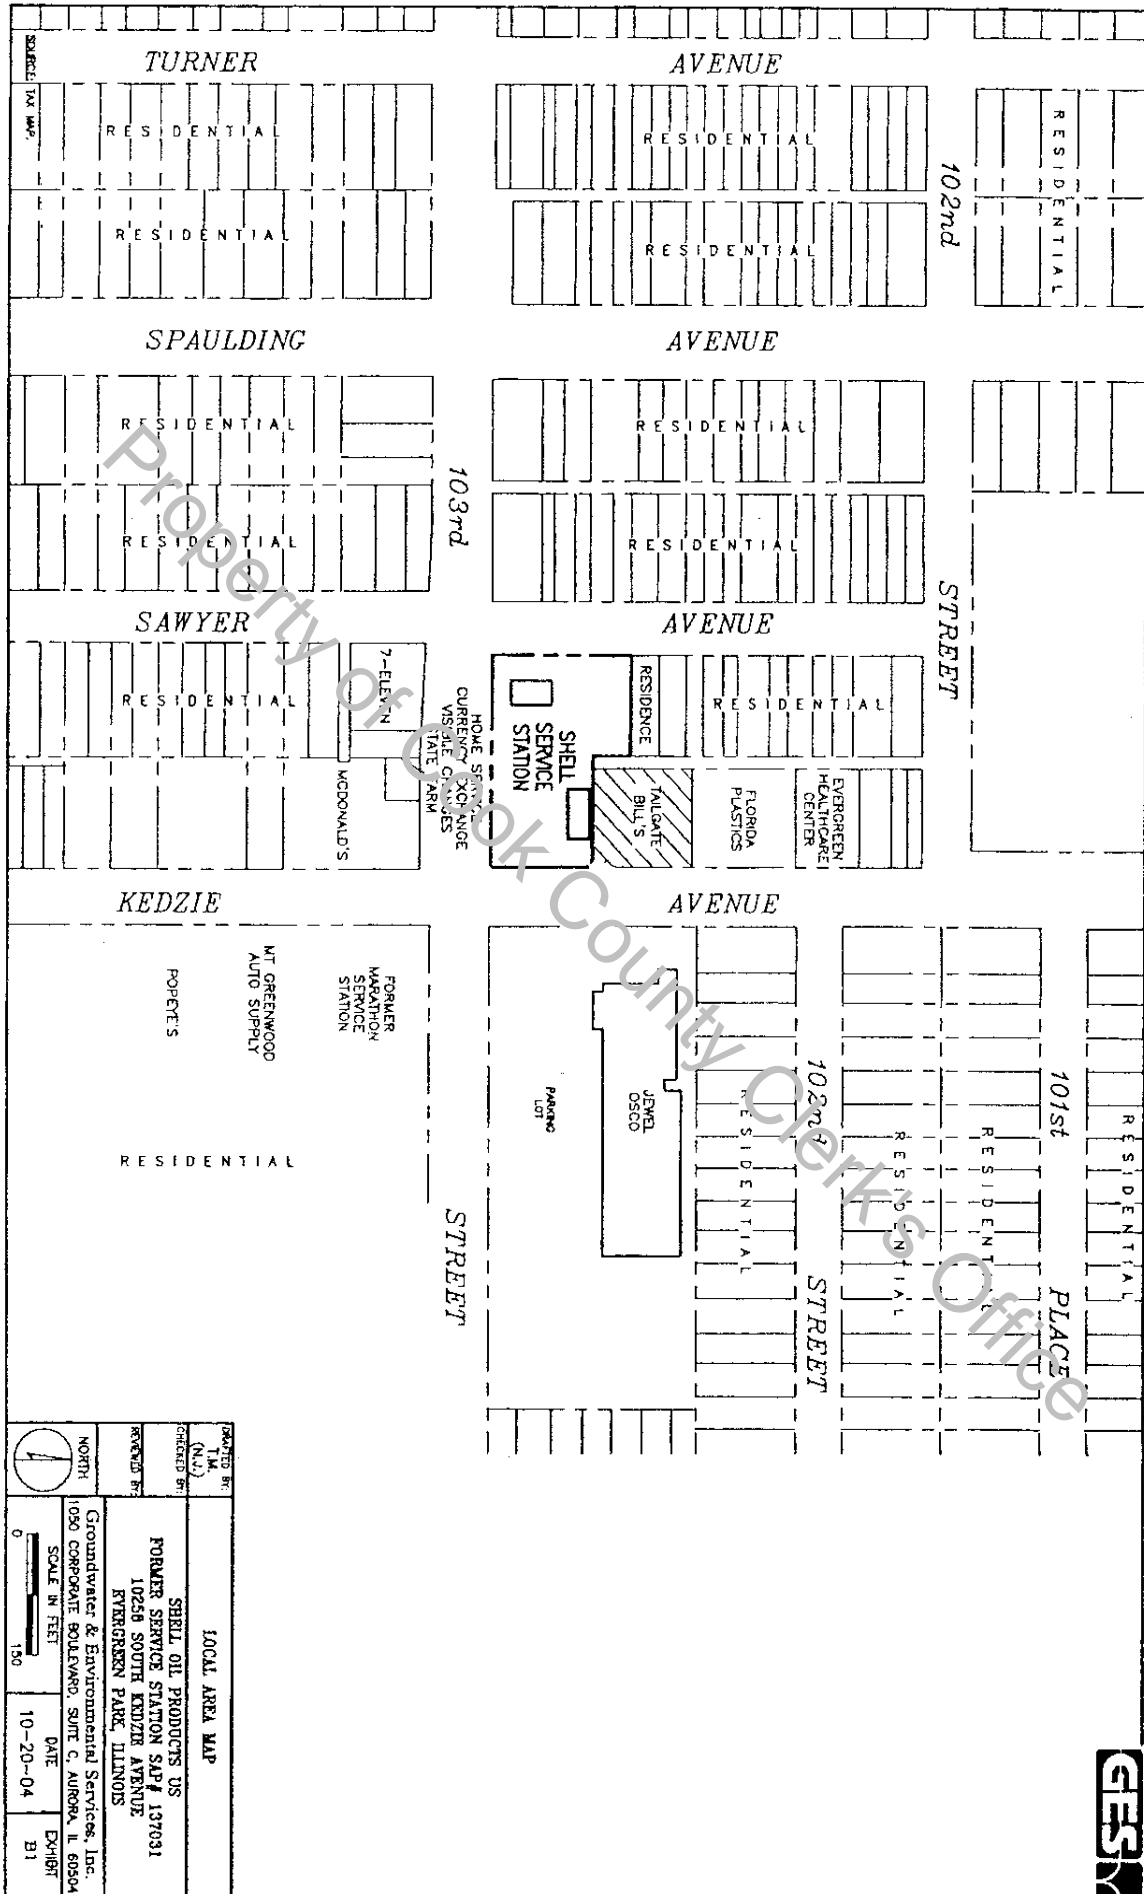 SOURCE: TAX MAP
TURNER AVENUE
RESIDENTIAL
RESIDENTIAL
RESIDENTIAL
RESIDENTIAL
RESIDENTIAL
102nd STREET
SPAULDING AVENUE
RESIDENTIAL
RESIDENTIAL
RESIDENTIAL
RESIDENTIAL
103rd STREET
SAWYER AVENUE
RESIDENTIAL
7-ELEVEN
MCDONALD'S
HOME SERVICE
CURRENCY EXCHANGE
VISIBLE CHANGES
STATE FARM
SHELL
SERVICE
STATION
RESIDENCE
RESIDENTIAL
TAILGATE
BILL'S
FLORIDA
PLASTICS
EVERGREEN
HEALTHCARE
CENTER
KEDZIE AVENUE
POPEYE'S
MT GREENWOOD
AUTO SUPPLY
FORMER
MARATHON
SERVICE
STATION
RESIDENTIAL
PARKING
LOT
JEWEL
OSCO
RESIDENTIAL
102nd STREET
RESIDENTIAL
RESIDENTIAL
101st PLACE
RESIDENTIAL
Property of Cook County Clerk's Office
DRAFTED BY:
T.M.
(N.J.)
CHECKED BY:
REVIEWED BY:
NORTH
LOCAL AREA MAP
SHELL OIL PRODUCTS US
FORMER SERVICE STATION SAP# 137031
10258 SOUTH KEDZIE AVENUE
EVERGREEN PARK, ILLINOIS
Groundwater & Environmental Services, Inc.
1050 CORPORATE BOULEVARD, SUITE C, AURORA, IL 60504
SCALE IN FEET
0 150
DATE
10-20-04
EXHIBIT
B1
GES